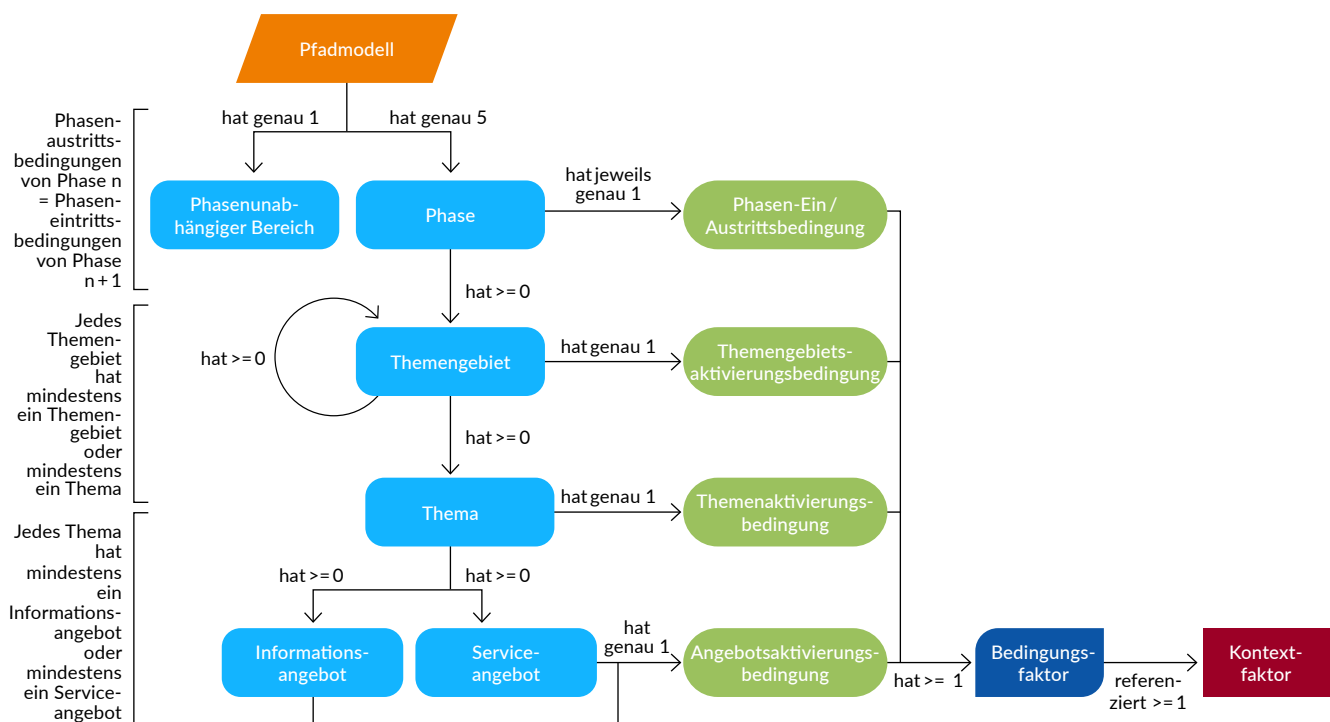 Pfadmodell
hat genau 1
hat genau 5
Phasen-
austritts-
bedingungen
von Phase n
= Phasen-
eintritts-
bedingungen
von Phase
n + 1
Phasenunab-
hängiger Bereich
Phase
hat jeweils
genau 1
Phasen-Ein /
Austrittsbedingung
hat >= 0
Jedes
Themen-
gebiet
hat
mindestens
ein Themen-
gebiet
oder
mindestens
ein Thema
hat >= 0
Themengebiet
hat genau 1
Themengebiets-
aktivierungsbedingung
hat >= 0
Thema
hat genau 1
Themenaktivierungs-
bedingung
Jedes Thema
hat
mindestens
ein
Informations-
angebot
oder
mindestens
ein Service-
angebot
hat >= 0
hat >= 0
Informations-
angebot
Service-
angebot
hat
genau 1
Angebotsaktivierungs-
bedingung
hat >= 1
Bedingungs-
faktor
referen-
ziert >= 1
Kontext-
faktor